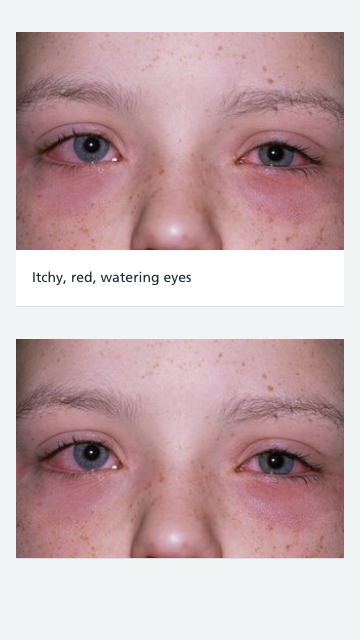 Itchy, red, watering eyes